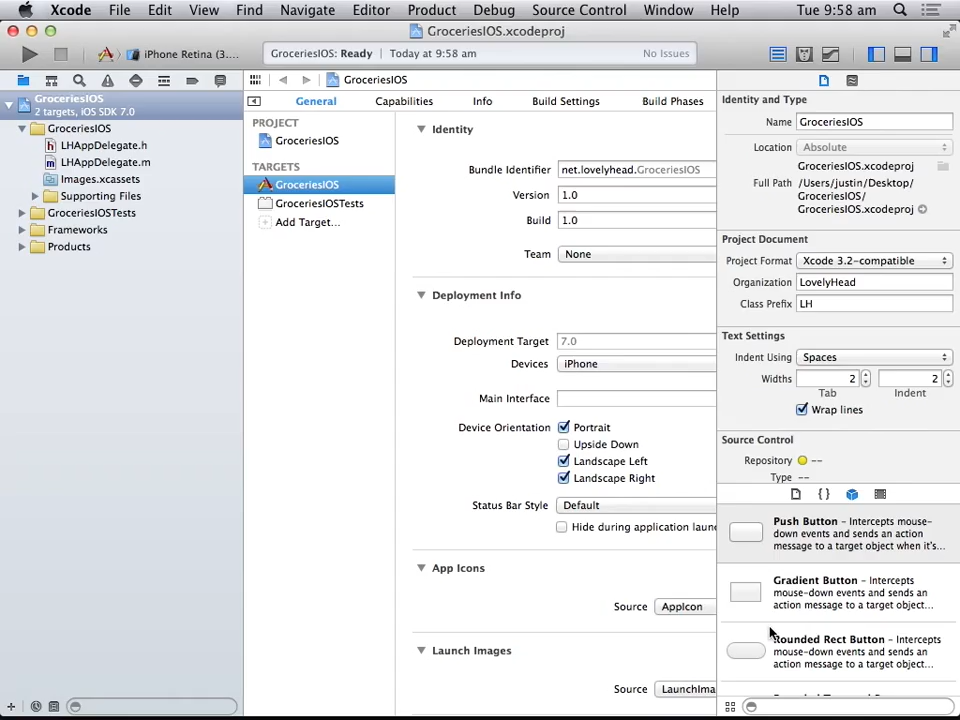 Xcode File Edit View Find Navigate Editor Product Debug Source Control Window Help Tue 9:58 am
GroceriesIOS.xcodeproj
iPhone Retina (3.... GroceriesIOS: Ready Today at 9:58 am No Issues
GroceriesIOS
2 targets, iOS SDK 7.0
GroceriesIOS
LHAppDelegate.h
LHAppDelegate.m
Images.xcassets
Supporting Files
GroceriesIOSTests
Frameworks
Products
GroceriesIOS
General Capabilities Info Build Settings Build Phases
PROJECT
GroceriesIOS
TARGETS
GroceriesIOS
GroceriesIOSTests
Add Target...
Identity
Bundle Identifier net.lovelyhead.GroceriesIOS
Version 1.0
Build 1.0
Team None
Deployment Info
Deployment Target 7.0
Devices iPhone
Main Interface
Device Orientation Portrait
Upside Down
Landscape Left
Landscape Right
Status Bar Style Default
Hide during application
App Icons
Source AppIcon
Launch Images
Source
Identity and Type
Name GroceriesIOS
Location Absolute
GroceriesIOS.xcodeproj
Full Path /Users/justin/Desktop/
GroceriesIOS/
GroceriesIOS.xcodeproj
Project Document
Project Format Xcode 3.2-compatible
Organization LovelyHead
Class Prefix LH
Text Settings
Indent Using Spaces
Widths 2 2
Tab Indent
Wrap lines
Source Control
Repository --
Type --
Push Button – Intercepts mouse-
down events and sends an
action message to a target object when it's...
Gradient Button – Intercepts
mouse-down events and sends an
action message to a target object...
Rounded Rect Button – Intercepts
mouse-down events and sends an
action message to a target object...